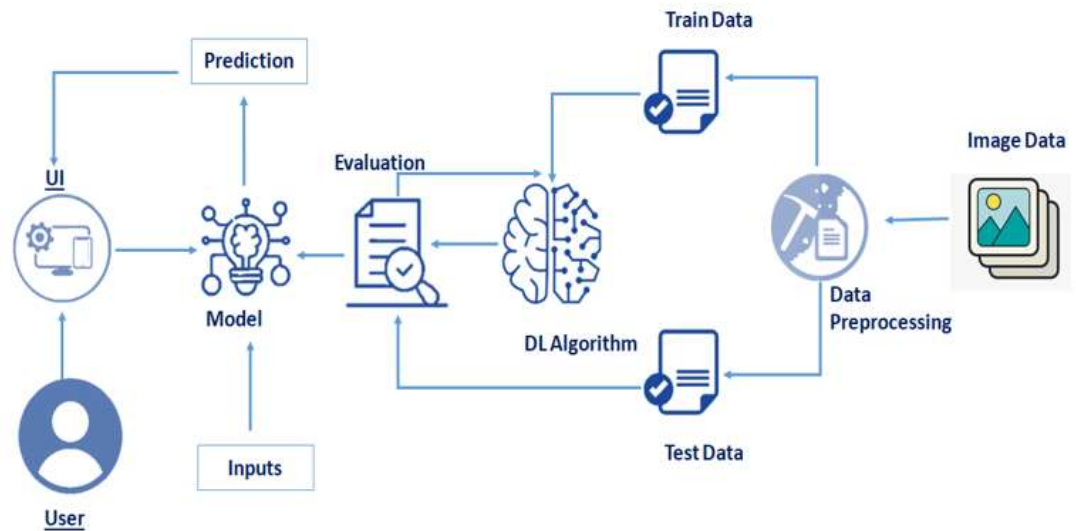 Train Data
Prediction
Image Data
Evaluation
UI
Data
Preprocessing
Model
DL Algorithm
Test Data
Inputs
User